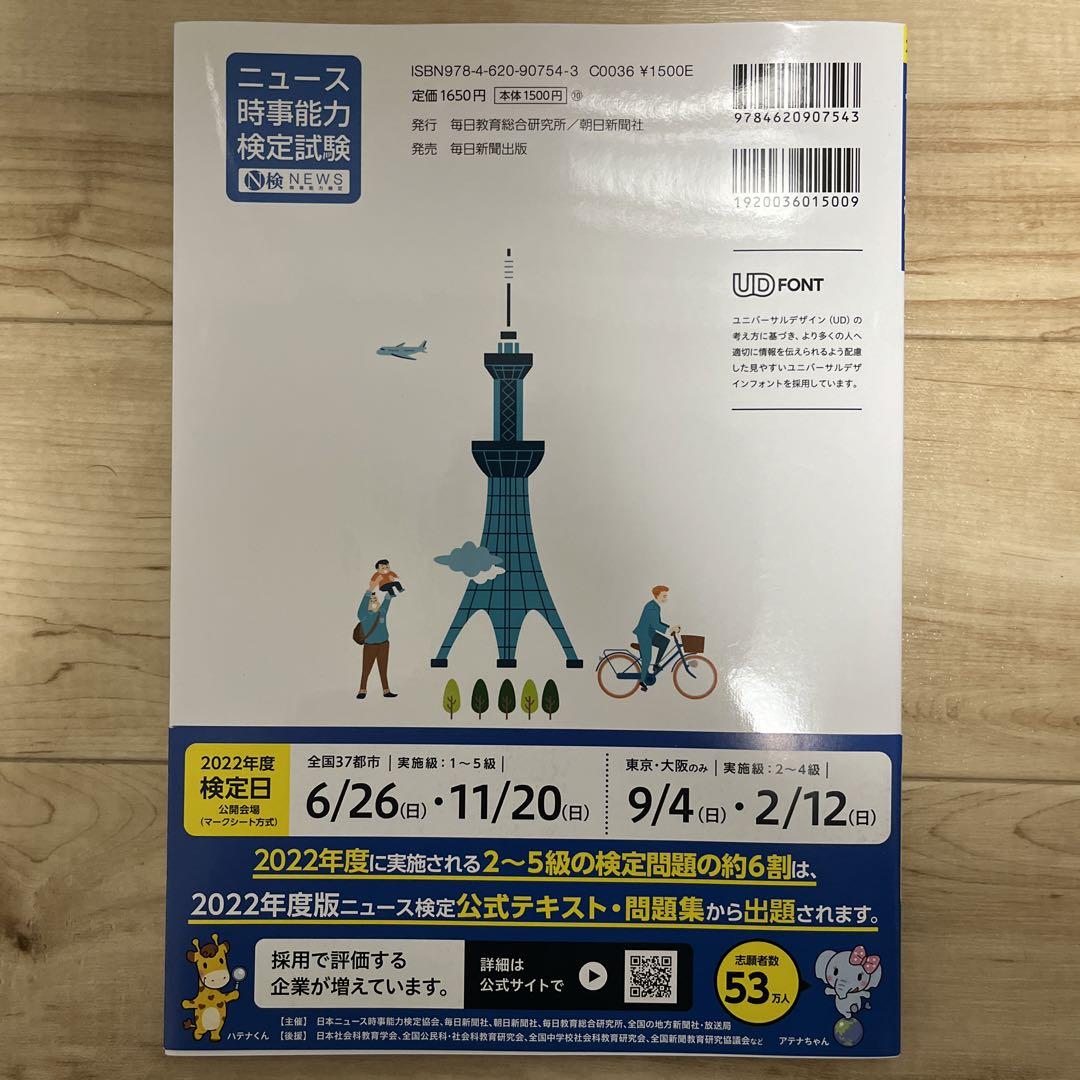 ニュース
時事能力
検定試験
N検 NEWS
時事能力検定
ISBN978-4-620-90754-3 C0036 ¥1500E
定価1650円 本体1500円 ⑩
発行 毎日教育総合研究所／朝日新聞社
発売 毎日新聞出版
9784620907543
1920036015009
UD FONT
ユニバーサルデザイン（UD）の
考え方に基づき、より多くの人へ
適切に情報を伝えられるよう配慮
した見やすいユニバーサルデザ
インフォントを採用しています。
2022年度
検定日
公開会場
（マークシート方式）
全国37都市｜実施級：1～5級｜
6/26（日）・11/20（日）
東京・大阪のみ｜実施級：2～4級｜
9/4（日）・2/12（日）
2022年度に実施される2～5級の検定問題の約6割は、
2022年度版ニュース検定公式テキスト・問題集から出題されます。
採用で評価する
企業が増えています。
詳細は
公式サイトで
志願者数
53万人
ハテナくん
【主催】 日本ニュース時事能力検定協会、毎日新聞社、朝日新聞社、毎日教育総合研究所、全国の地方新聞社・放送局
【後援】 日本社会科教育学会、全国公民科・社会科教育研究会、全国中学校社会科教育研究会、全国新聞教育研究協議会など
アテナちゃん